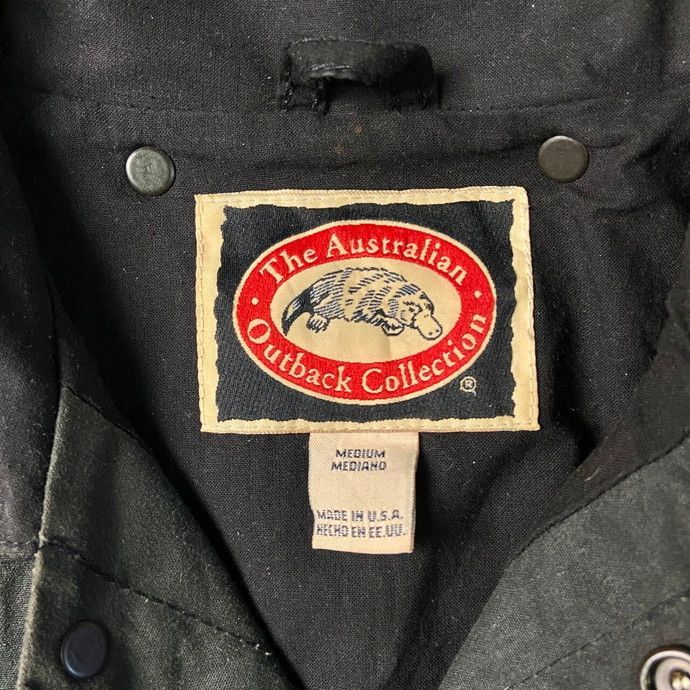 The Australian
Outback Collection
®
MEDIUM
MEDIANO
MADE IN U.S.A.
HECHO EN EE.UU.